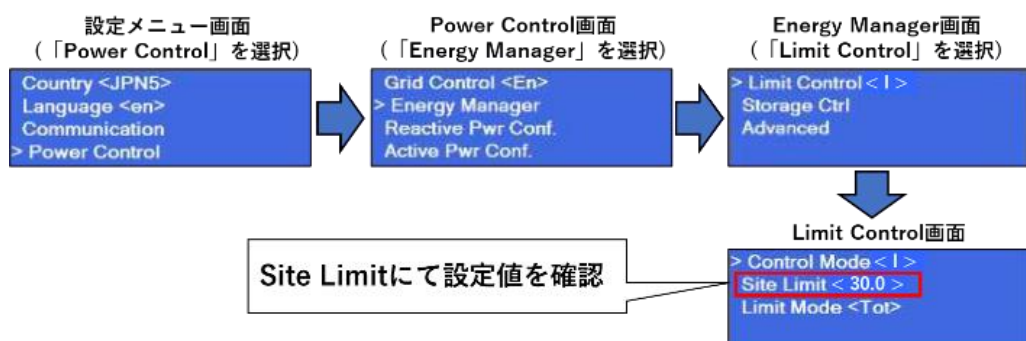 設定メニュー画面
（「Power Control」を選択）
Country <JPN5>
Language <en>
Communication
> Power Control
Power Control画面
（「Energy Manager」を選択）
Grid Control <En>
> Energy Manager
Reactive Pwr Conf.
Active Pwr Conf.
Energy Manager画面
（「Limit Control」を選択）
> Limit Control < I >
Storage Ctrl
Advanced
Limit Control画面
> Control Mode < I >
Site Limit < 30.0 >
Limit Mode <Tot>
Site Limitにて設定値を確認